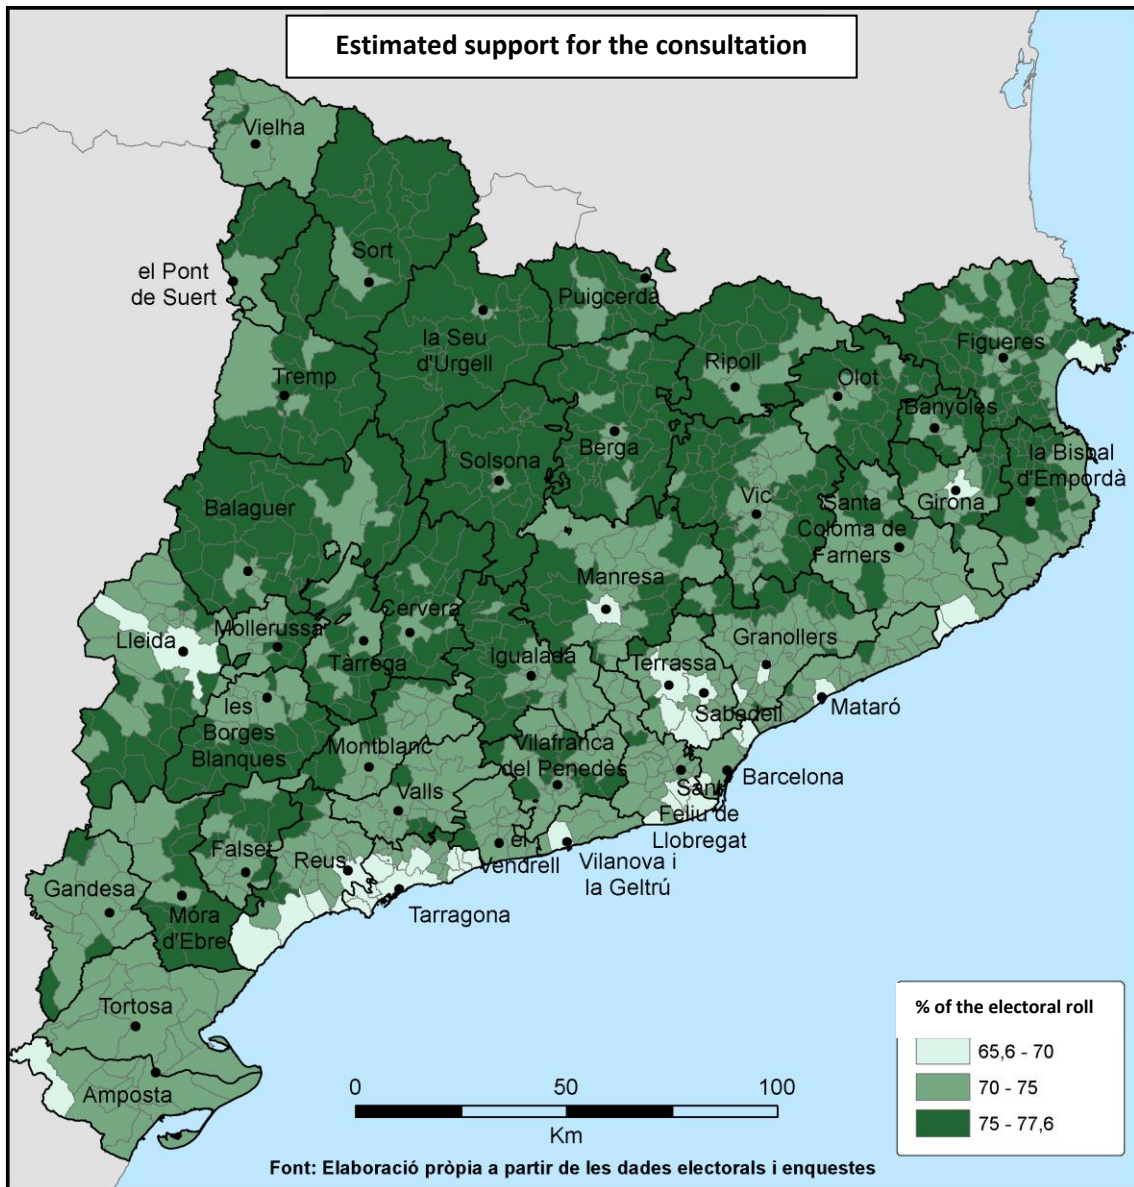 Estimated support for the consultation
Vielha
Sort
el Pont
de Suert
Puigcerdà
la Seu
d'Urgell
Tremp
Ripoll
Figueres
Olot
Banyoles
Berga
Solsona
la Bisbal
d'Empordà
Balaguer
Vic
Santa
Coloma de
Farners
Girona
Manresa
Cervera
Mollerussa
Lleida
Tàrrega
Igualada
Granollers
Terrassa
Sabadell
Mataró
les
Borges
Blanques
Montblanc
Vilafranca
del Penedès
Barcelona
Sant
Feliu de
Llobregat
Valls
el
Vendrell
Vilanova i
la Geltrú
Falset
Reus
Gandesa
Móra
d'Ebre
Tarragona
Tortosa
Amposta
% of the electoral roll
65,6 - 70
70 - 75
75 - 77,6
0 50 100
Km
Font: Elaboració pròpia a partir de les dades electorals i enquestes